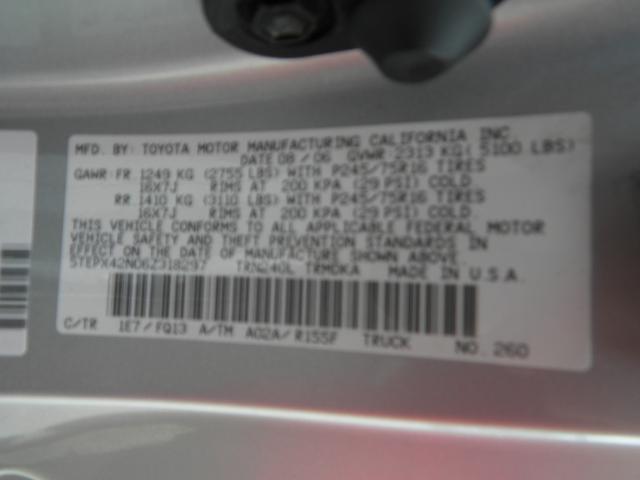 MFD. BY: TOYOTA MOTOR MANUFACTURING CALIFORNIA INC.
DATE 08/06 GVWR 2313 KG( 5100 LBS)
GAWR:FR. 1249 KG (2755 LBS) WITH P245/75R16 TIRES
16X7J RIMS AT 200 KPA (29 PSI) COLD.
RR. 1410 KG (3110 LBS) WITH P245/75R16 TIRES
16X7J RIMS AT 200 KPA (29 PSI) COLD.
THIS VEHICLE CONFORMS TO ALL APPLICABLE FEDERAL MOTOR
VEHICLE SAFETY AND THEFT PREVENTION STANDARDS IN
EFFECT ON THE DATE OF MANUFACTURE SHOWN ABOVE.
5TEPX42N06Z318297 TRN240L TRMDKA MADE IN U.S.A.
C/TR 1E7/FQ13 A/TM A02A/R155F TRUCK NO. 260